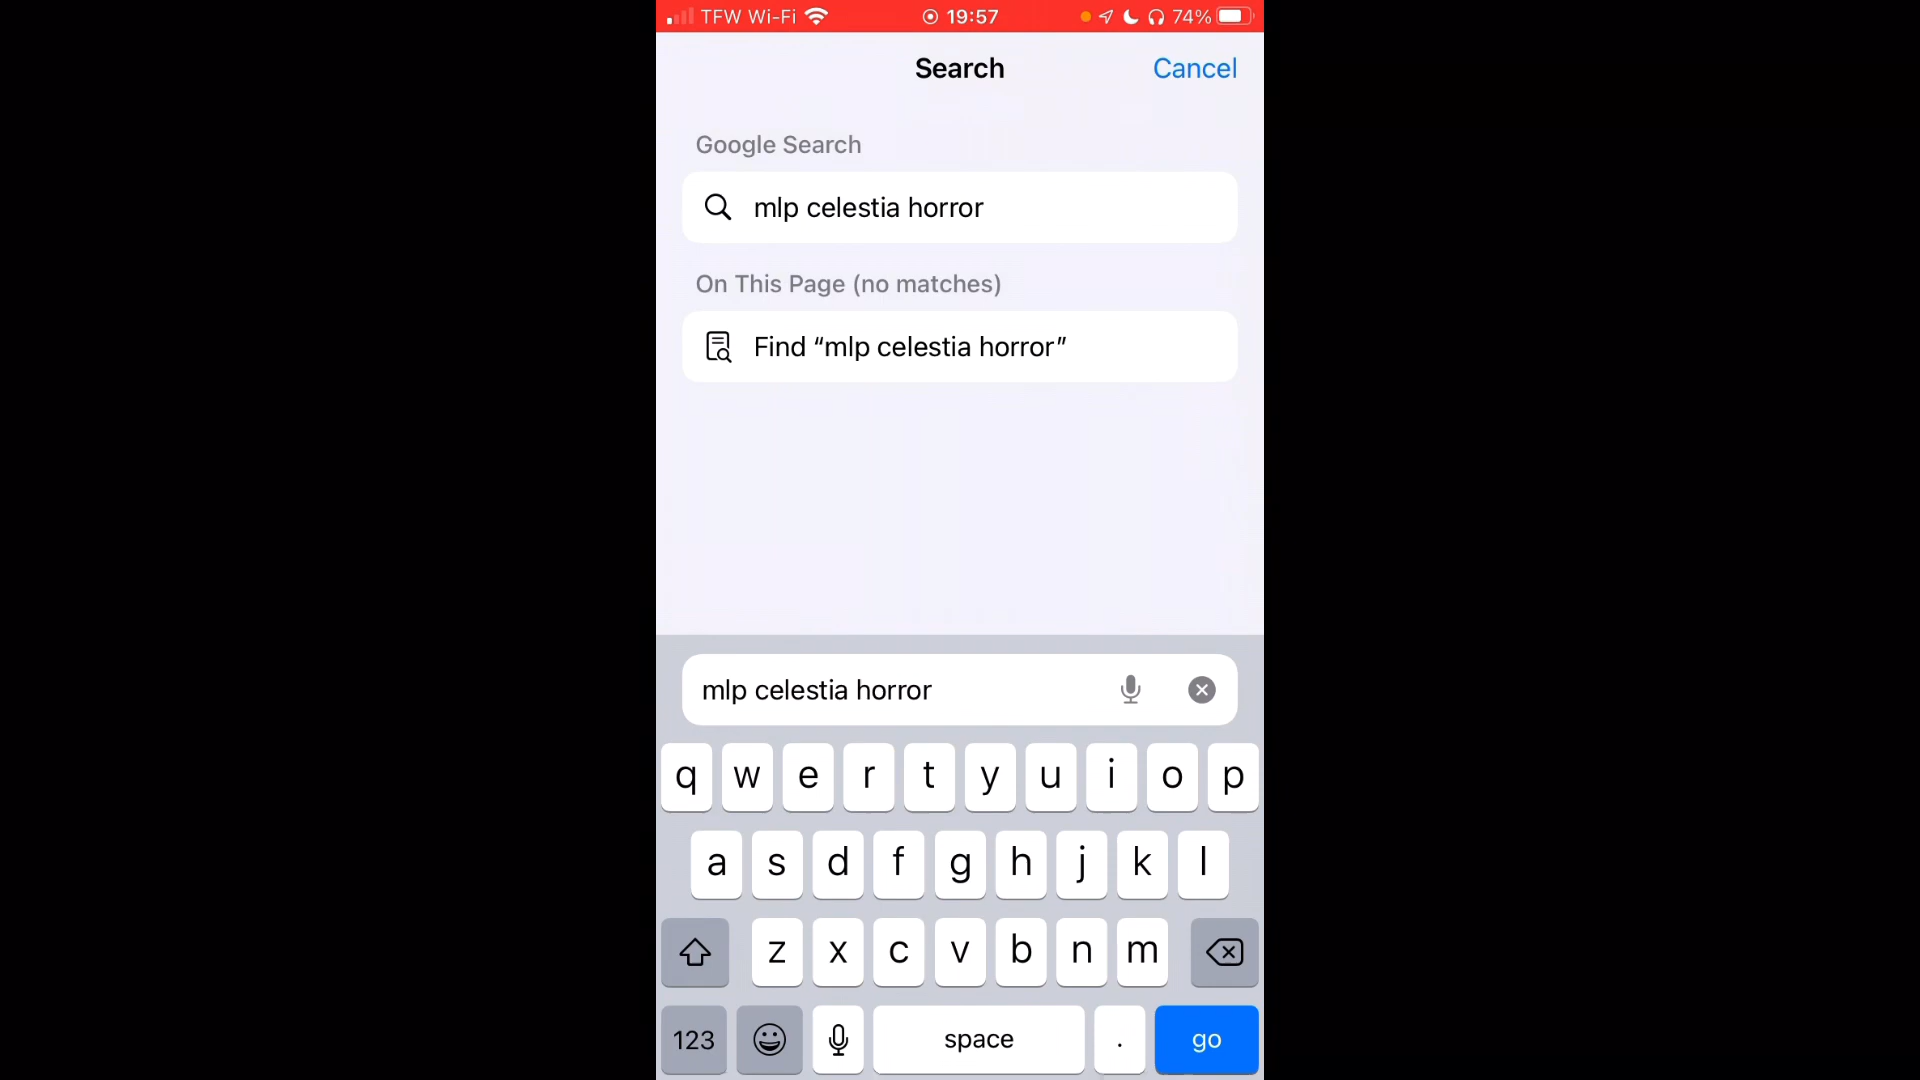 TFW Wi-Fi 19:57 74%
Search Cancel
Google Search
mlp celestia horror
On This Page (no matches)
Find “mlp celestia horror”
mlp celestia horror
q w e r t y u i o p
a s d f g h j k l
z x c v b n m
123 space . go